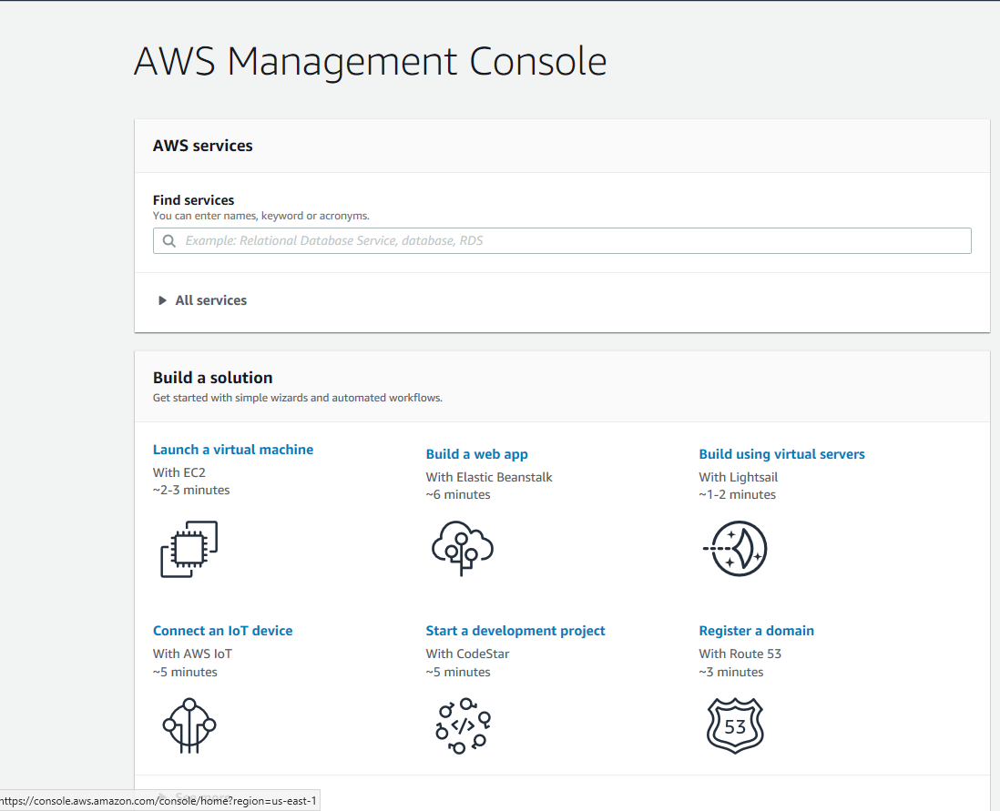 AWS Management Console
AWS services
Find services
You can enter names, keyword or acronyms.
Example: Relational Database Service, database, RDS
All services
Build a solution
Get started with simple wizards and automated workflows.
Launch a virtual machine
With EC2
~2-3 minutes
Build a web app
With Elastic Beanstalk
~6 minutes
Build using virtual servers
With Lightsail
~1-2 minutes
Connect an IoT device
With AWS IoT
~5 minutes
Start a development project
With CodeStar
~5 minutes
Register a domain
With Route 53
~3 minutes
</>
53
See more
https://console.aws.amazon.com/console/home?region=us-east-1